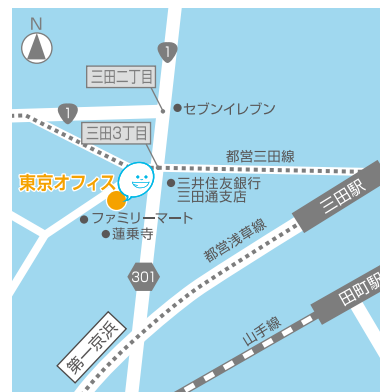 N
1
三田二丁目
1
セブンイレブン
三田3丁目
都営三田線
東京オフィス
三井住友銀行
三田通支店
三田駅
ファミリーマート
蓮乗寺
都営浅草線
301
田町駅
山手線
第一京浜